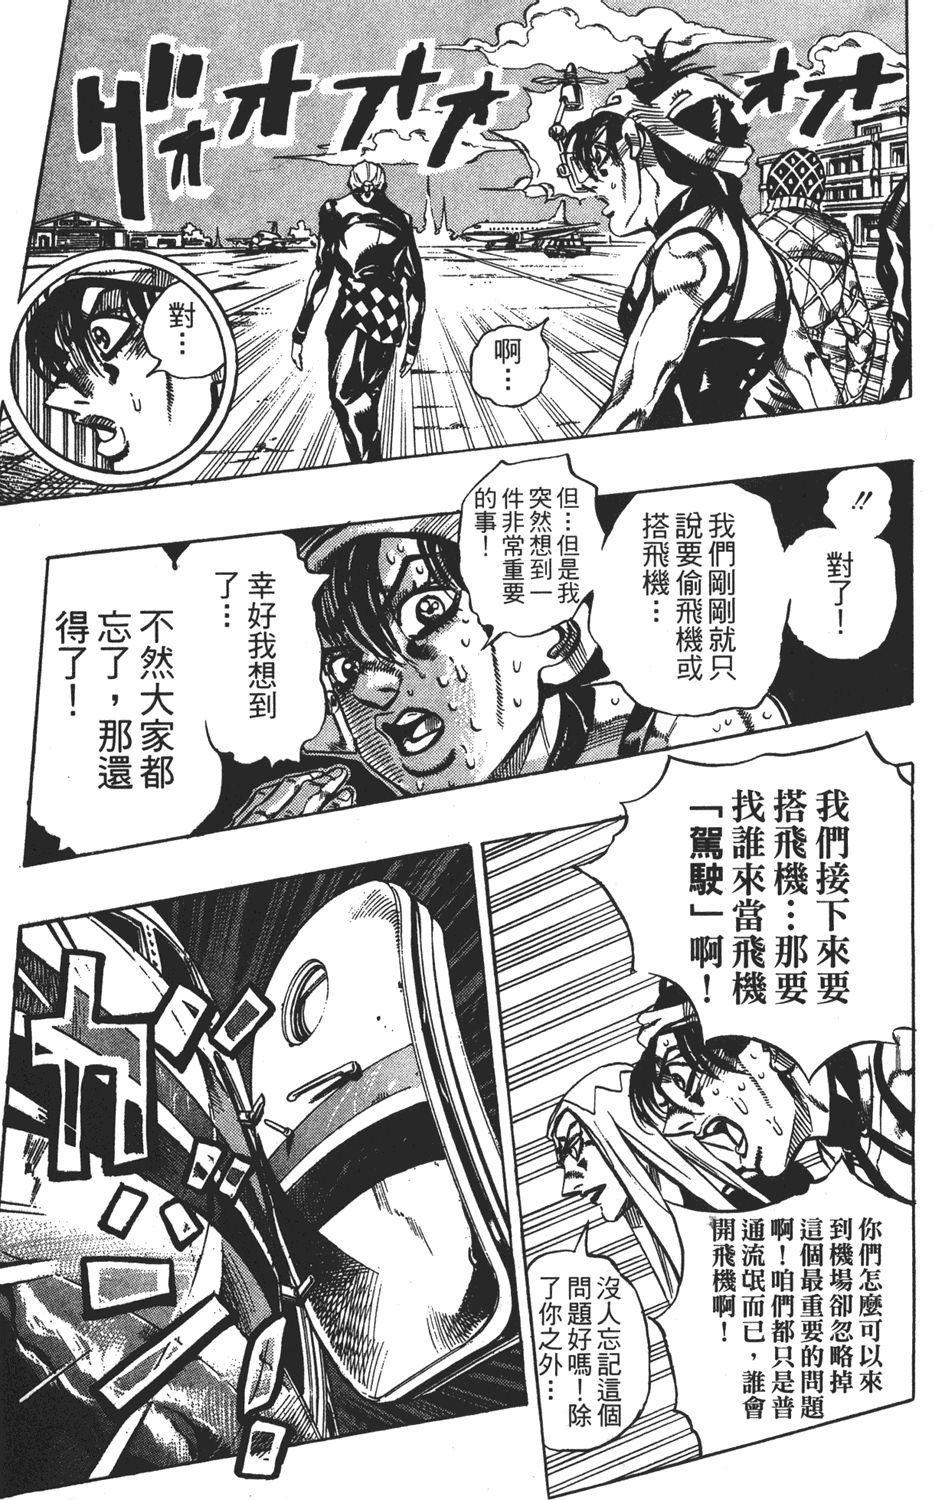 ゴオオオオオオオ
啊…
對…
!!
對了！
我們剛剛就只
說要偷飛機或
搭飛機…
但…但是我
突然想到一
件非常重要
的事！
幸好我想到
了…
不然大家都
忘了，那還
得了！
我們接下來要
搭飛機…那要
找誰來當飛機
「駕駛」啊！
你們怎麼可以來
到機場卻忽略掉
這個最重要的問題
啊！咱們都只是普
通流氓而已，誰會
開飛機啊！
沒人忘記這個
問題好嗎！除
了你之外…